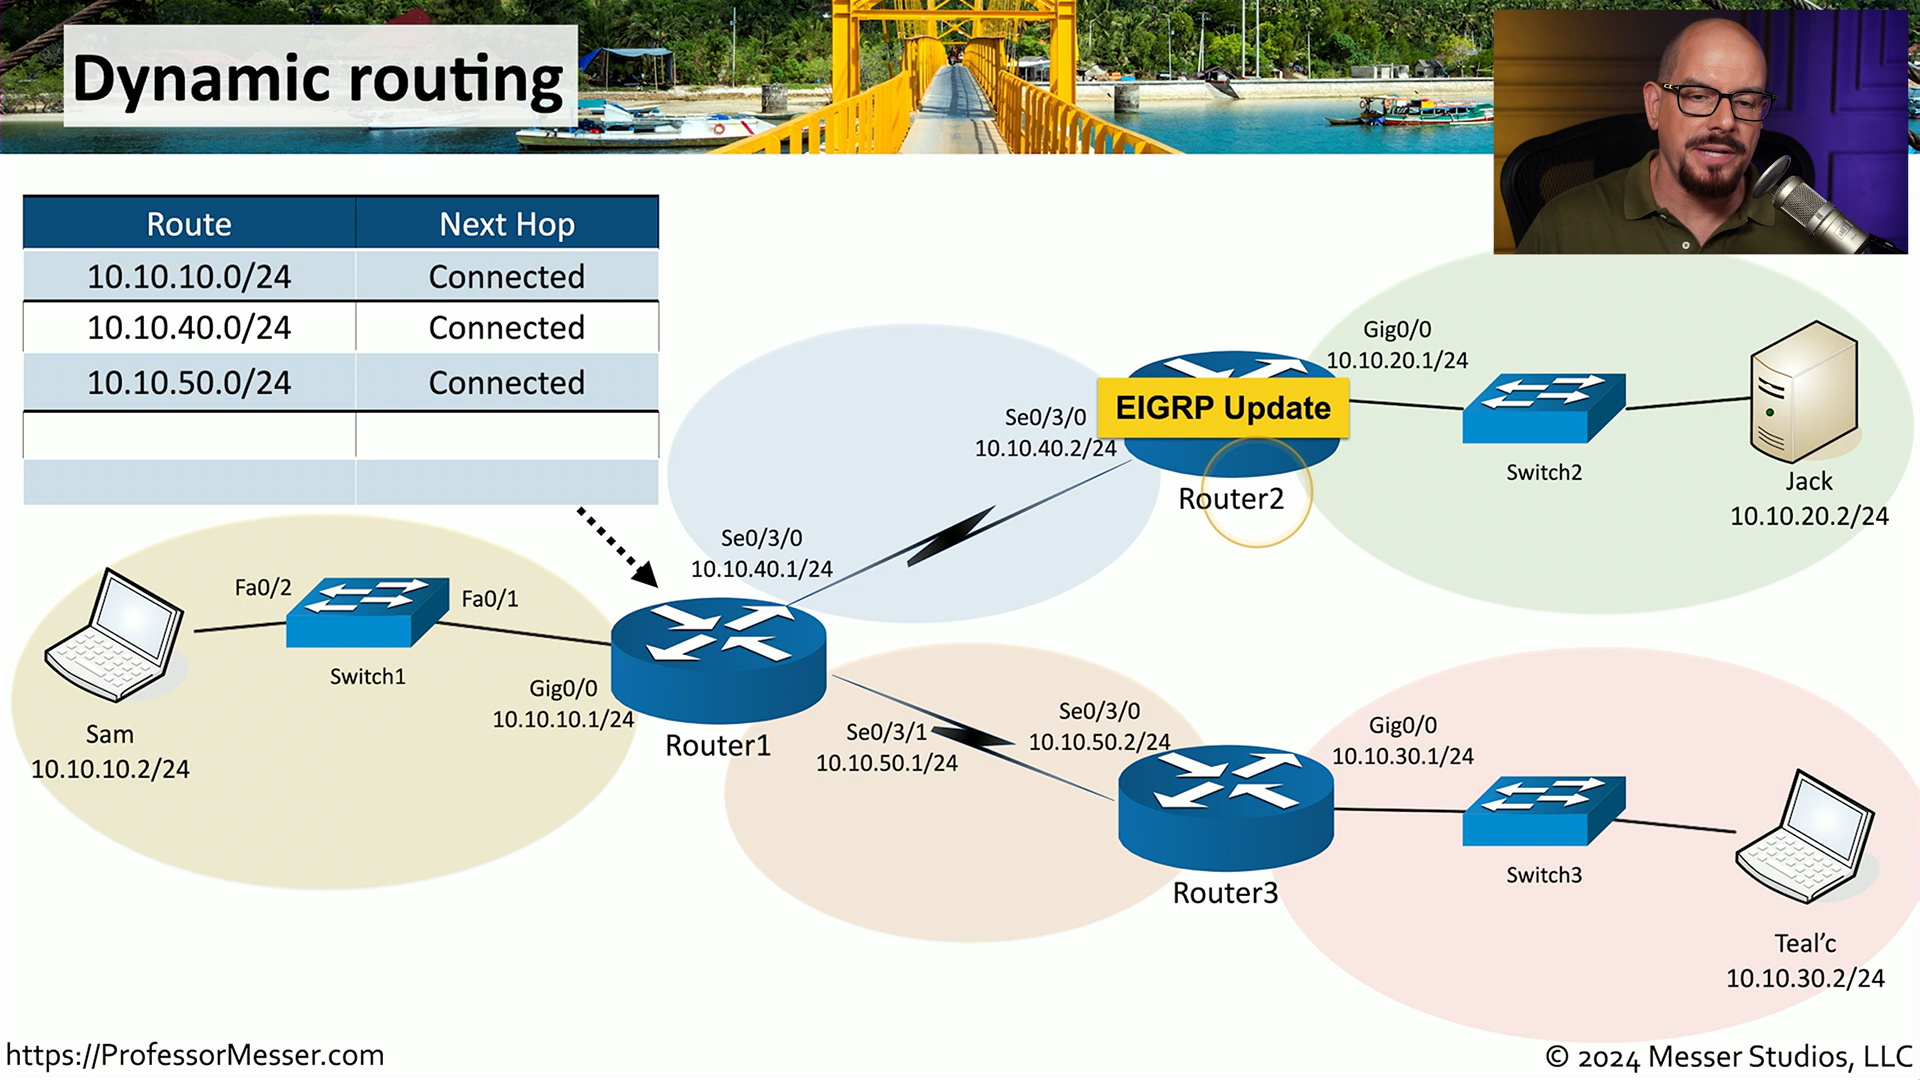 Dynamic routing
Route Next Hop
10.10.10.0/24 Connected
10.10.40.0/24 Connected
10.10.50.0/24 Connected
Gig0/0
10.10.20.1/24
EIGRP Update
Se0/3/0
10.10.40.2/24
Router2
Switch2
Jack
10.10.20.2/24
Se0/3/0
10.10.40.1/24
Fa0/2
Fa0/1
Switch1
Gig0/0
10.10.10.1/24
Sam
10.10.10.2/24
Router1
Se0/3/1
10.10.50.1/24
Se0/3/0
10.10.50.2/24
Gig0/0
10.10.30.1/24
Router3
Switch3
Teal’c
10.10.30.2/24
https://ProfessorMesser.com
© 2024 Messer Studios, LLC